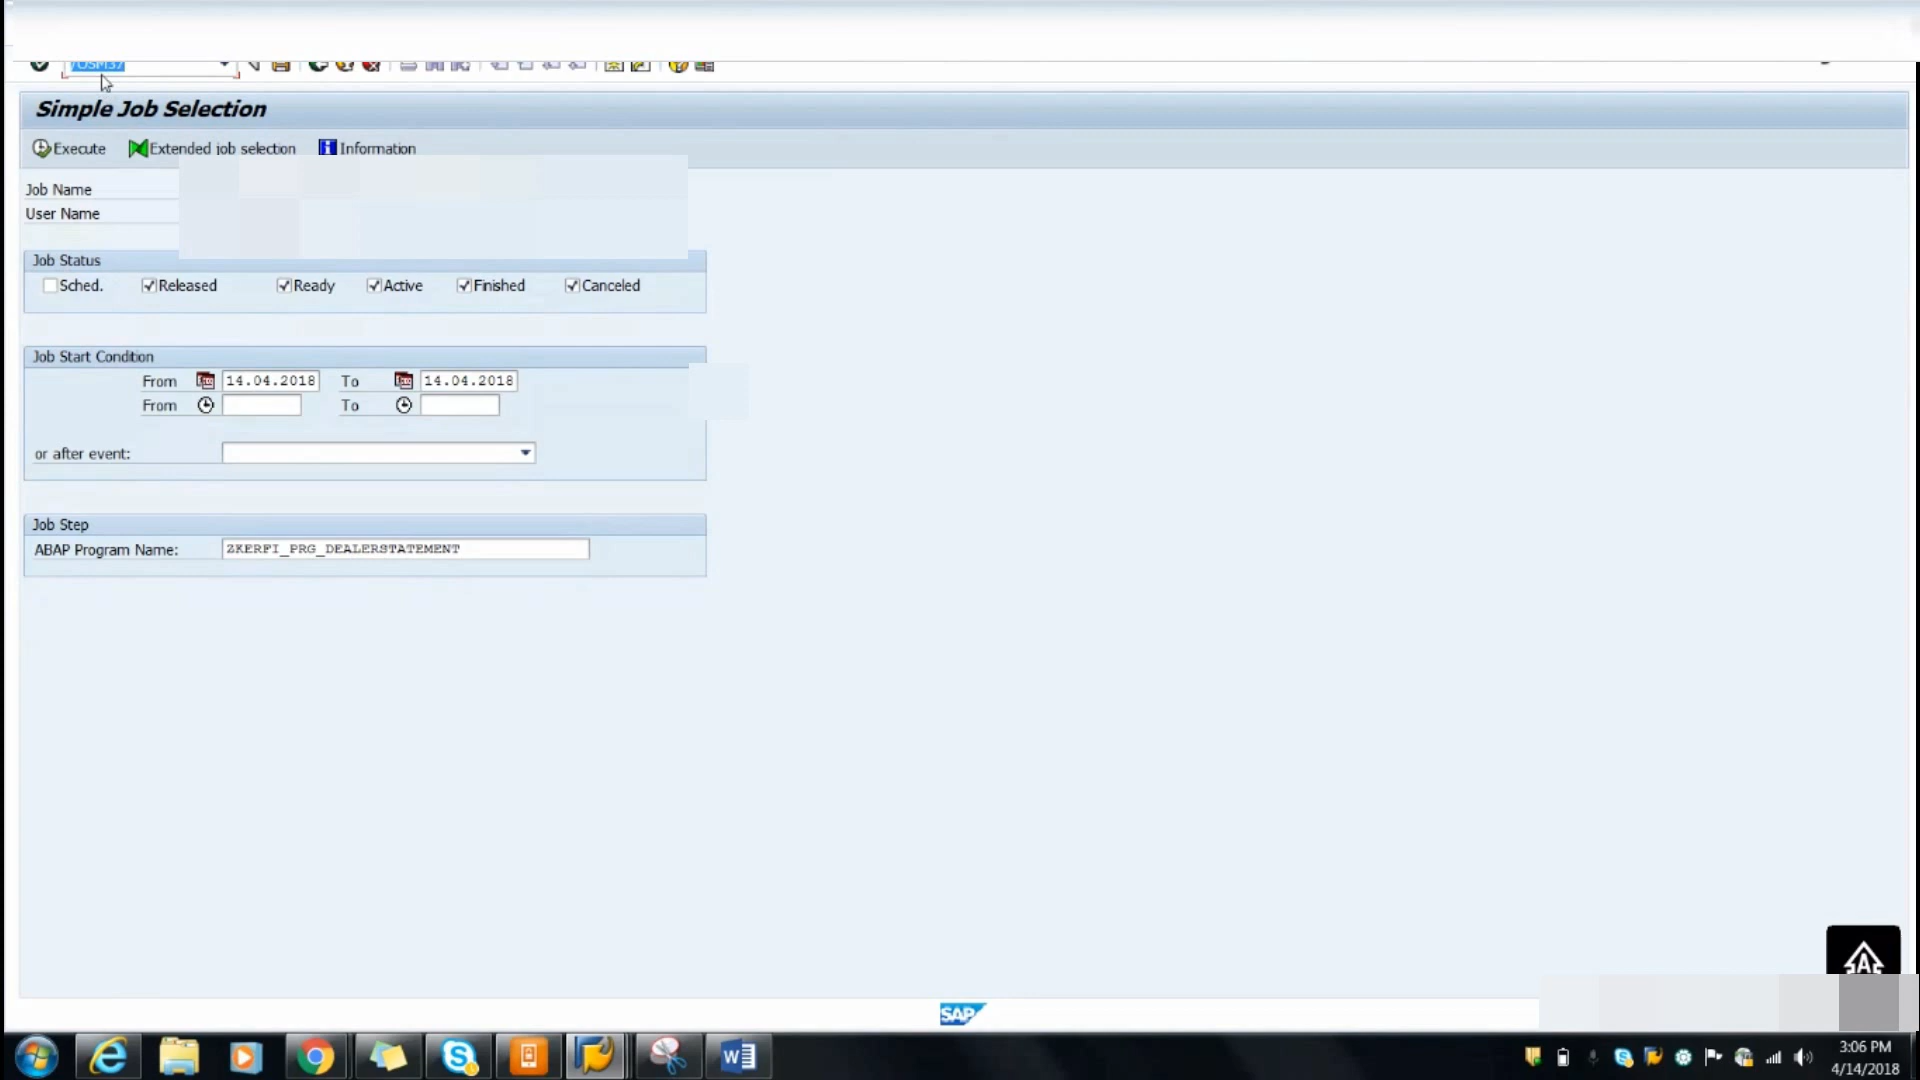 /OSM37
Simple Job Selection
Execute Extended job selection Information
Job Name
User Name
Job Status
Sched. Released Ready Active Finished Canceled
Job Start Condition
From 14.04.2018 To 14.04.2018
From To
or after event:
Job Step
ABAP Program Name: ZKERFI_PRG_DEALERSTATEMENT
SAP
3:06 PM
4/14/2018